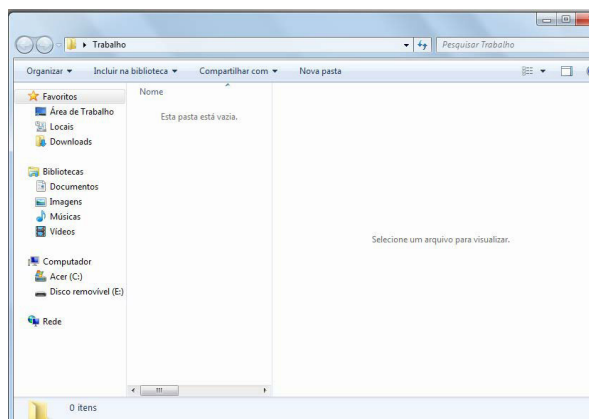 Trabalho
Pesquisar Trabalho
Organizar
Incluir na biblioteca
Compartilhar com
Nova pasta
Favoritos
Área de Trabalho
Locais
Downloads
Bibliotecas
Documentos
Imagens
Músicas
Vídeos
Computador
Acer (C:)
Disco removível (E:)
Rede
Nome
Esta pasta está vazia.
Selecione um arquivo para visualizar.
0 itens